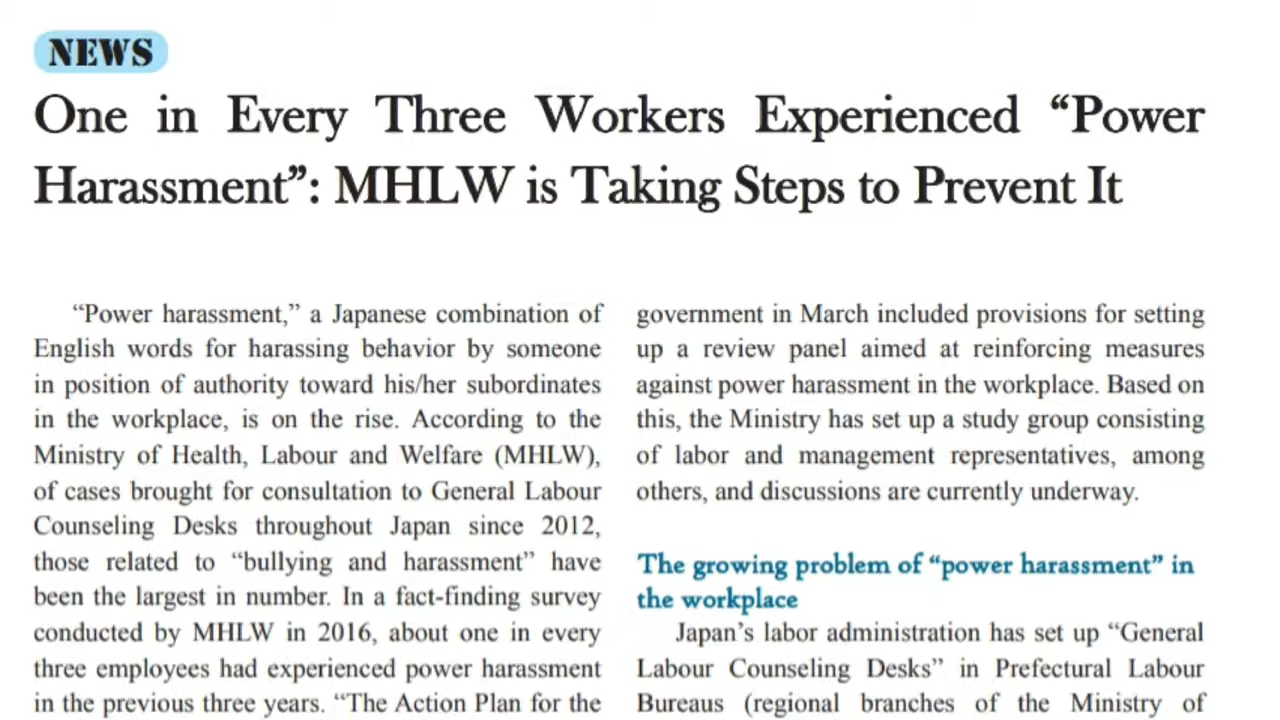 NEWS
One in Every Three Workers Experienced “Power
Harassment”: MHLW is Taking Steps to Prevent It
“Power harassment,” a Japanese combination of
English words for harassing behavior by someone
in position of authority toward his/her subordinates
in the workplace, is on the rise. According to the
Ministry of Health, Labour and Welfare (MHLW),
of cases brought for consultation to General Labour
Counseling Desks throughout Japan since 2012,
those related to “bullying and harassment” have
been the largest in number. In a fact-finding survey
conducted by MHLW in 2016, about one in every
three employees had experienced power harassment
in the previous three years. “The Action Plan for the
government in March included provisions for setting
up a review panel aimed at reinforcing measures
against power harassment in the workplace. Based on
this, the Ministry has set up a study group consisting
of labor and management representatives, among
others, and discussions are currently underway.
The growing problem of “power harassment” in
the workplace
Japan’s labor administration has set up “General
Labour Counseling Desks” in Prefectural Labour
Bureaus (regional branches of the Ministry of